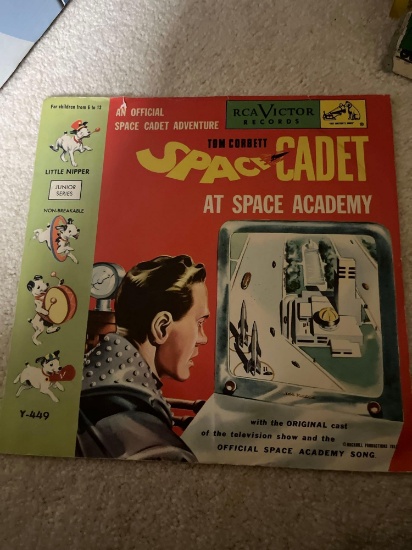 For children from 6 to 12
AN OFFICIAL
SPACE CADET ADVENTURE
RCA VICTOR
RECORDS
TOM CORBETT
SPACE CADET
AT SPACE ACADEMY
LITTLE NIPPER
JUNIOR
SERIES
NON-BREAKABLE
Y-449
with the ORIGINAL cast
of the television show and the
OFFICIAL SPACE ACADEMY SONG.